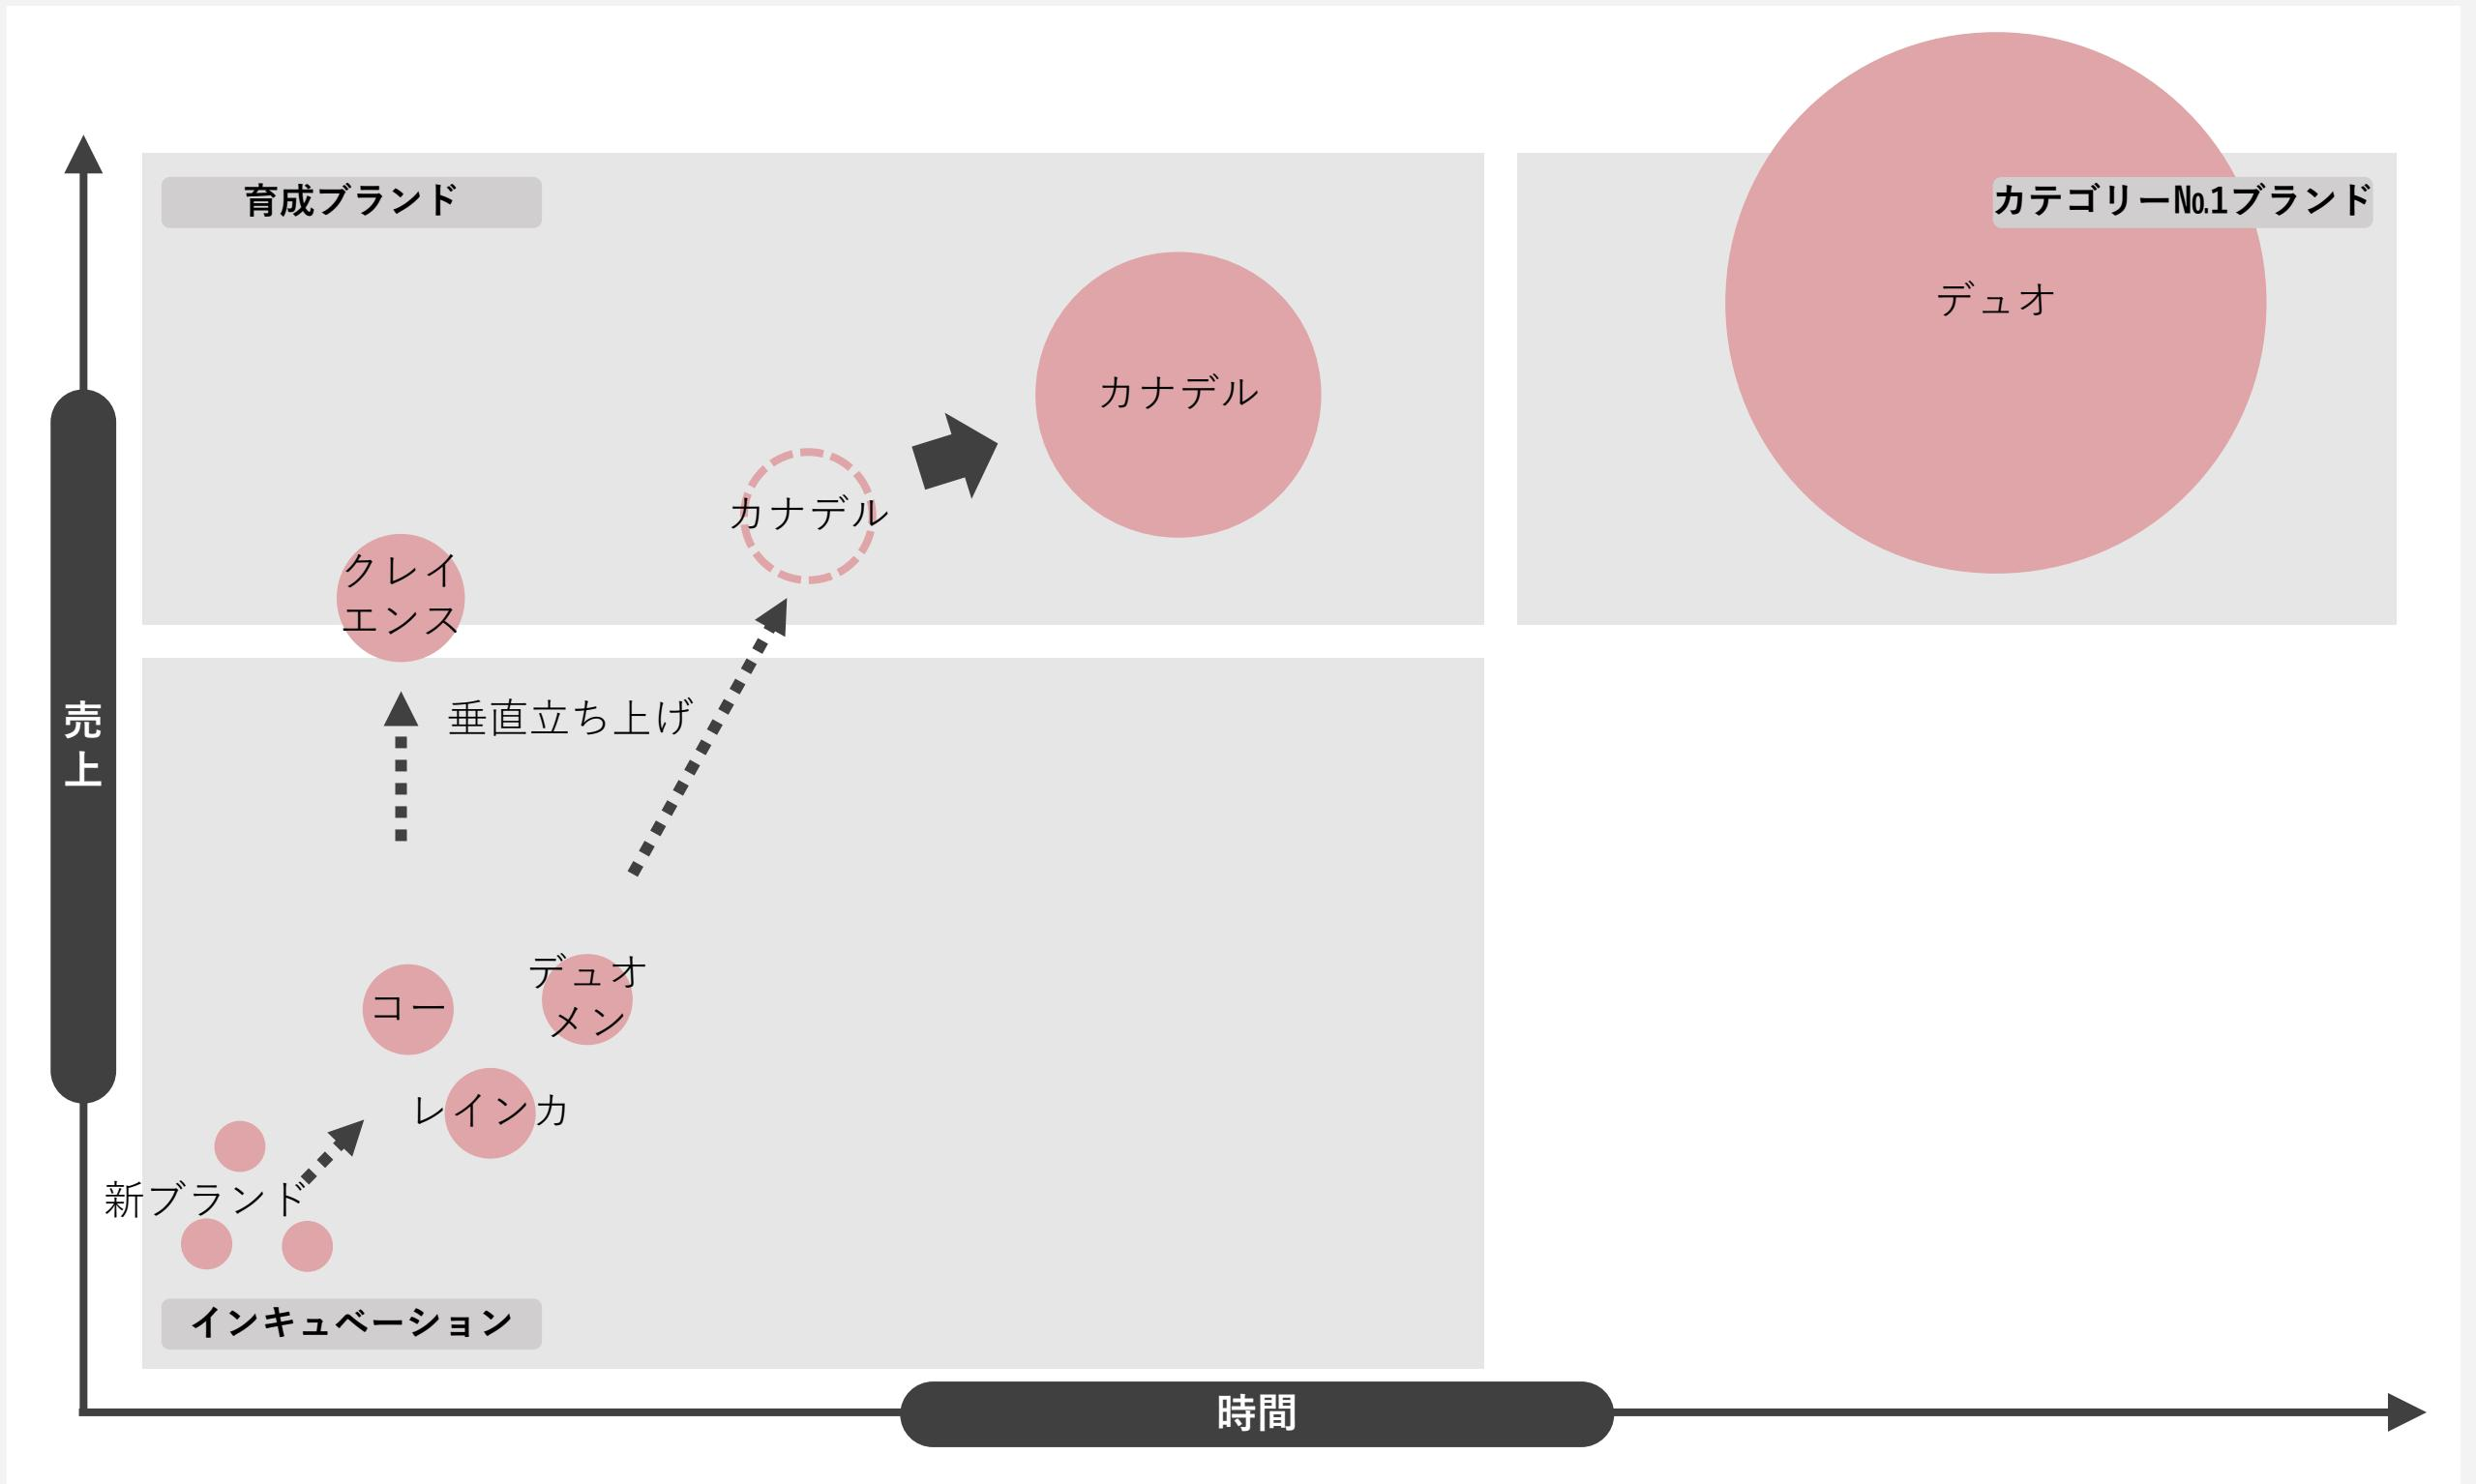 育成ブランド
カテゴリーNo.1ブランド
デュオ
カナデル
カナデル
クレイ
エンス
垂直立ち上げ
売
上
デュオ
メン
コー
レインカ
新ブランド
インキュベーション
時間